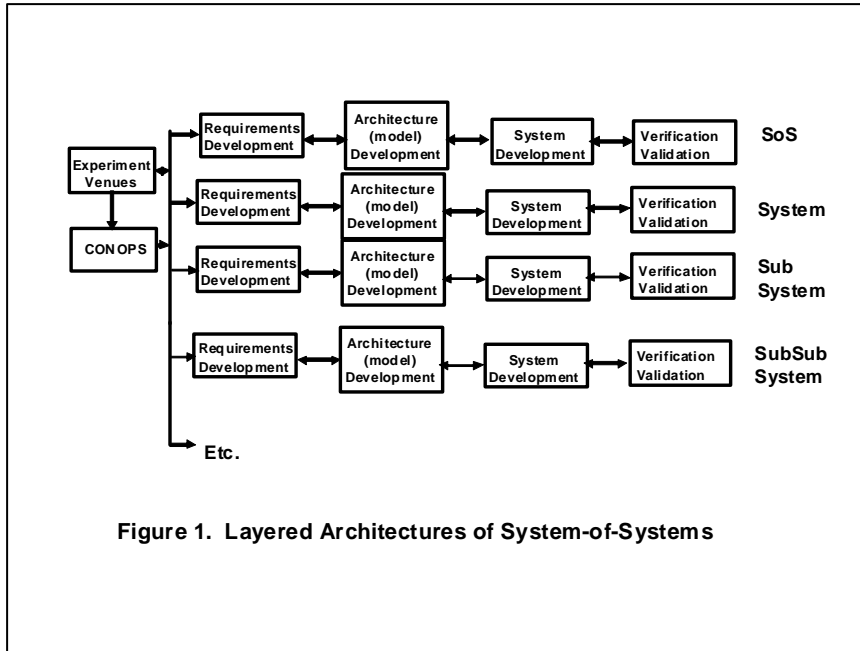 Requirements
Development
Architecture
(model)
Development
System
Development
Verification
Validation
SoS
Experiment
Venues
Requirements
Development
Architecture
(model)
Development
System
Development
Verification
Validation
System
CONOPS
Requirements
Development
Architecture
(model)
Development
System
Development
Verification
Validation
Sub
System
Requirements
Development
Architecture
(model)
Development
System
Development
Verification
Validation
SubSub
System
Etc.
Figure 1. Layered Architectures of System-of-Systems